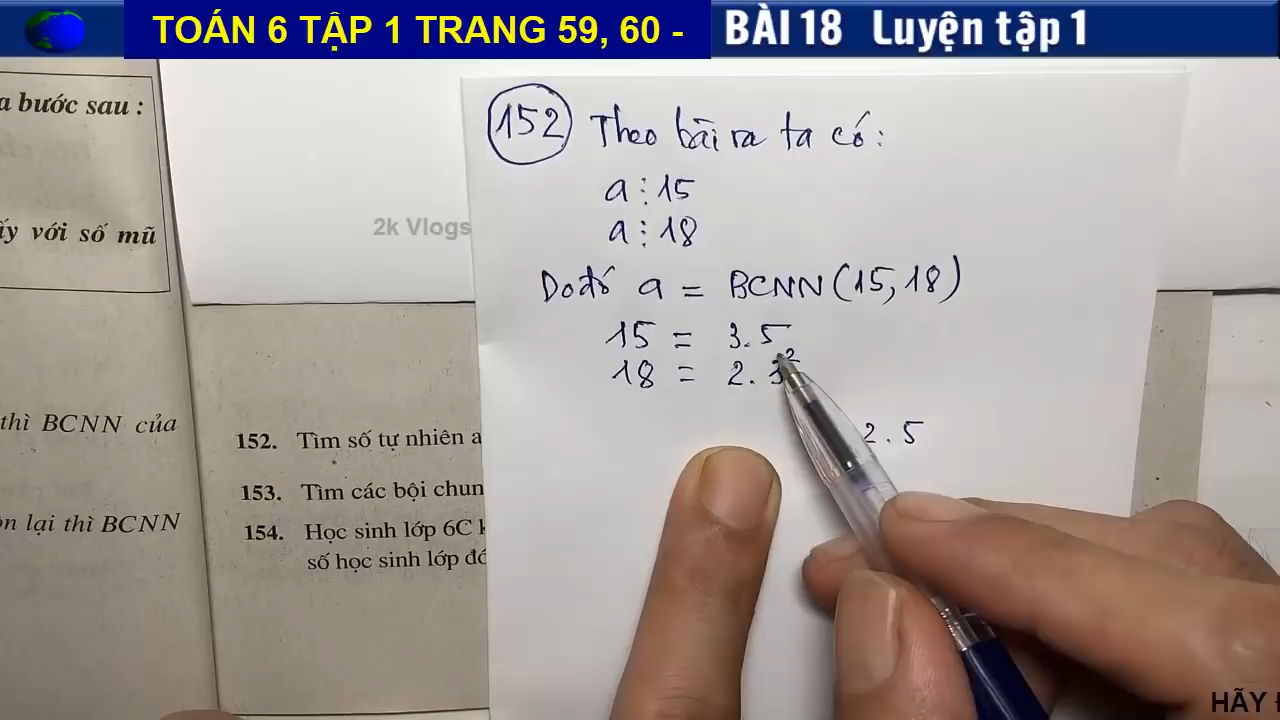 TOÁN 6 TẬP 1 TRANG 59, 60 -
BÀI 18 Luyện tập 1
a bước sau :
ấy với số mũ
thì BCNN của
òn lại thì BCNN
2k Vlogs
152. Tìm số tự nhiên a
153. Tìm các bội chun
154. Học sinh lớp 6C k
số học sinh lớp đó
152 Theo bài ra ta có:
a ⋮ 15
a ⋮ 18
Do đó a = BCNN (15, 18)
15 = 3.5
18 = 2.3²
2.5
HÃY